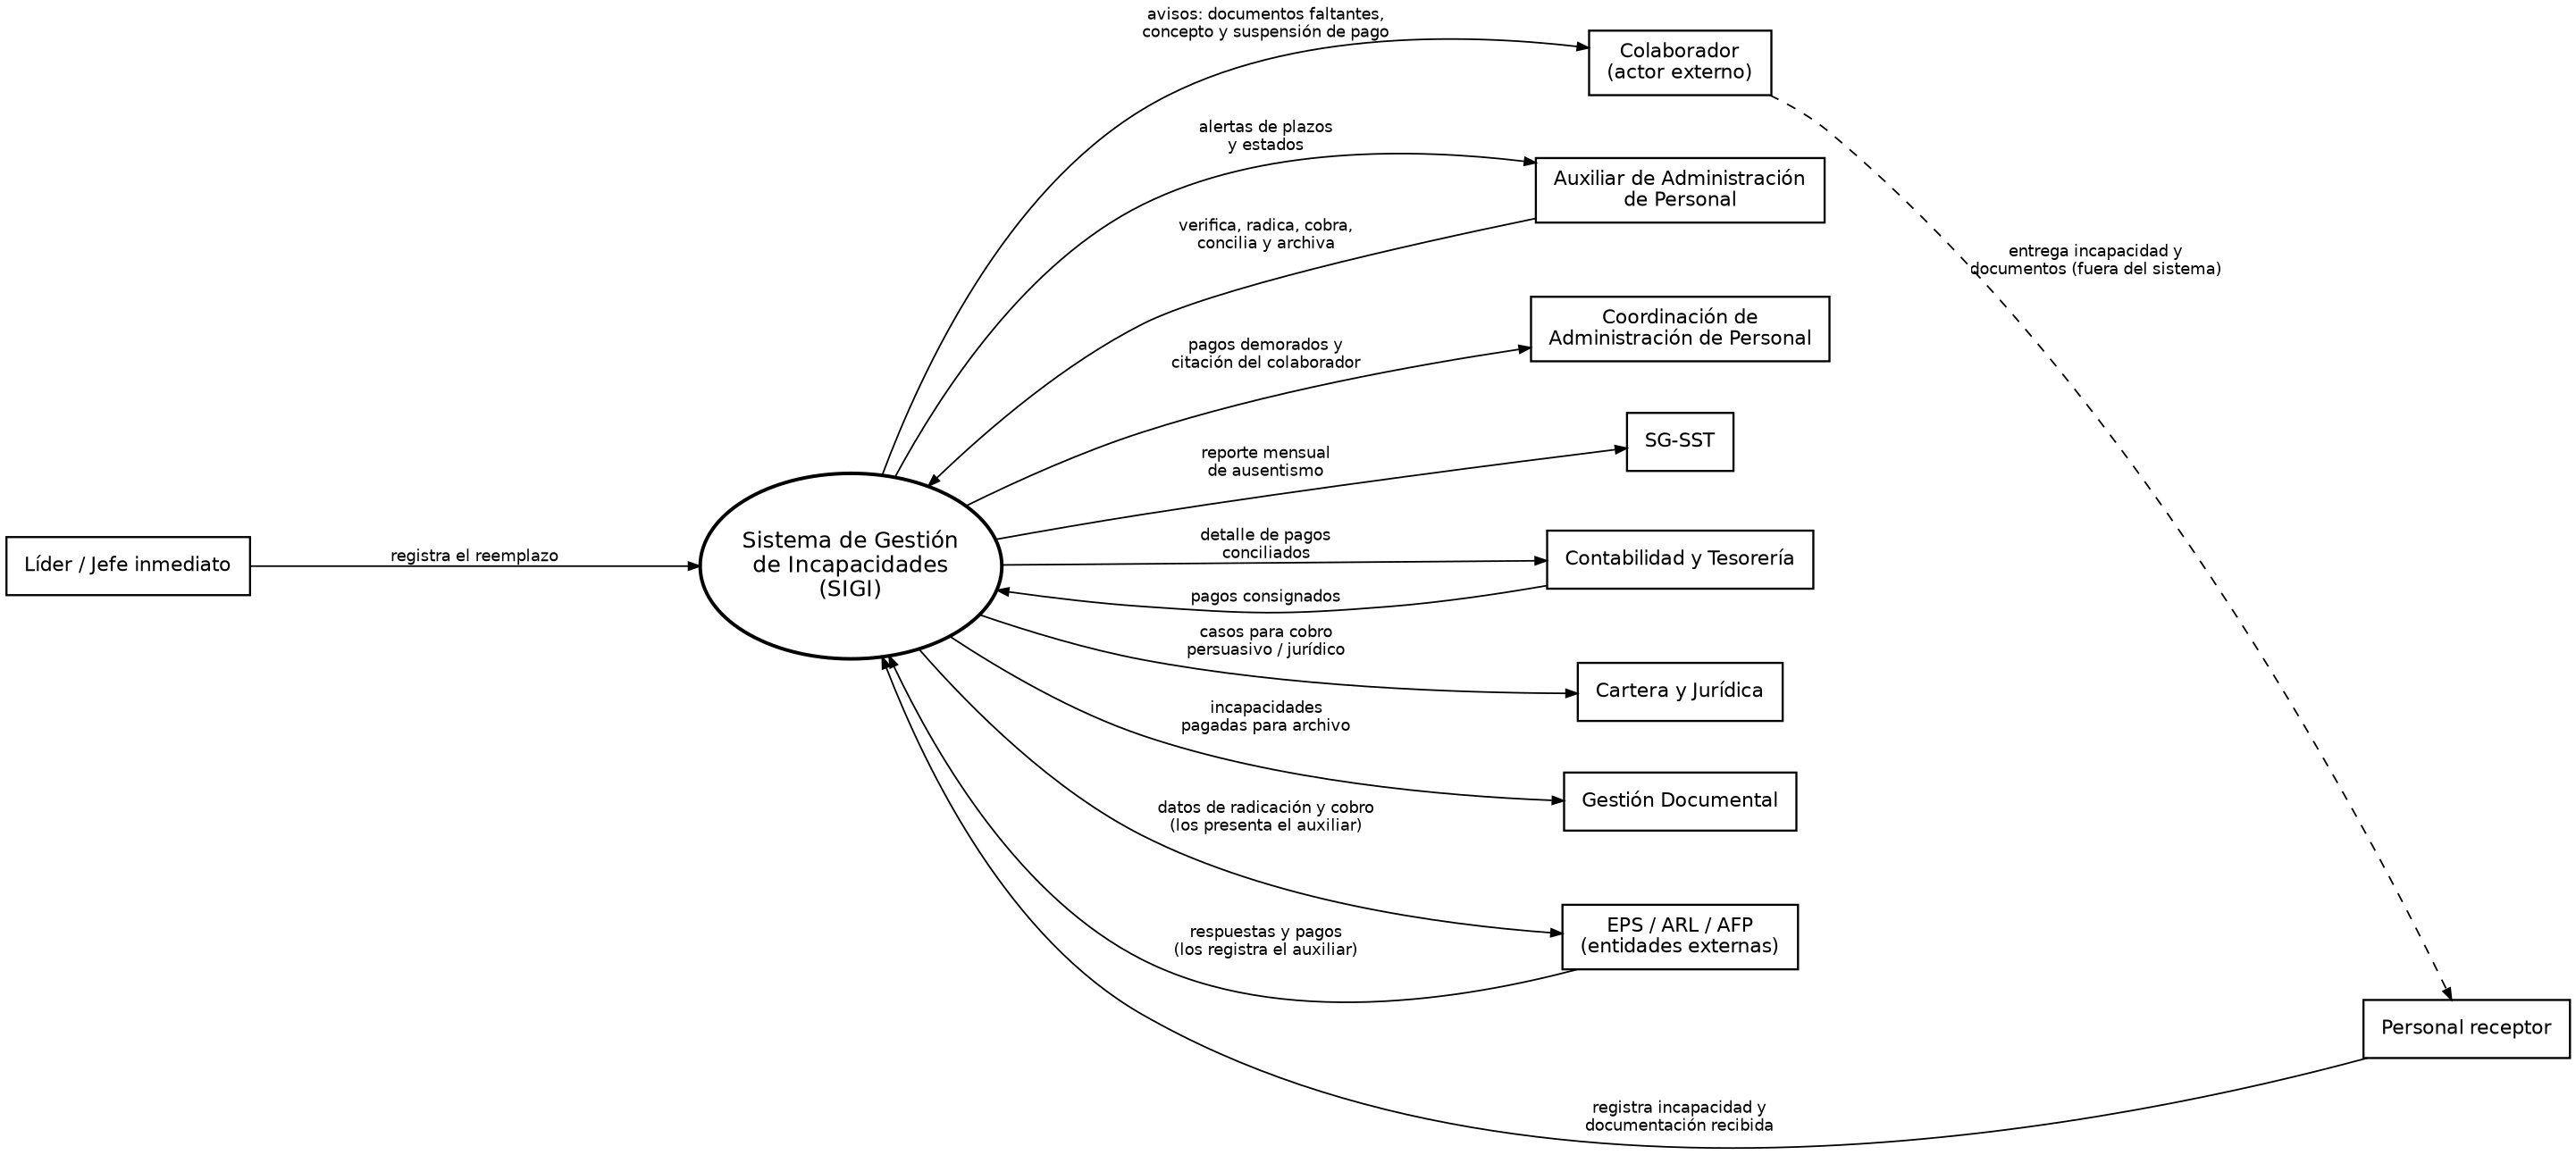 avisos: documentos faltantes,
concepto y suspensión de pago
Colaborador
(actor externo)
alertas de plazos
y estados
Auxiliar de Administración
de Personal
verifica, radica, cobra,
concilia y archiva
entrega incapacidad y
documentos (fuera del sistema)
Coordinación de
Administración de Personal
pagos demorados y
citación del colaborador
SG-SST
reporte mensual
de ausentismo
Líder / Jefe inmediato
registra el reemplazo
Sistema de Gestión
de Incapacidades
(SIGI)
detalle de pagos
conciliados
Contabilidad y Tesorería
pagos consignados
casos para cobro
persuasivo / jurídico
Cartera y Jurídica
incapacidades
pagadas para archivo
Gestión Documental
datos de radicación y cobro
(los presenta el auxiliar)
EPS / ARL / AFP
(entidades externas)
respuestas y pagos
(los registra el auxiliar)
Personal receptor
registra incapacidad y
documentación recibida